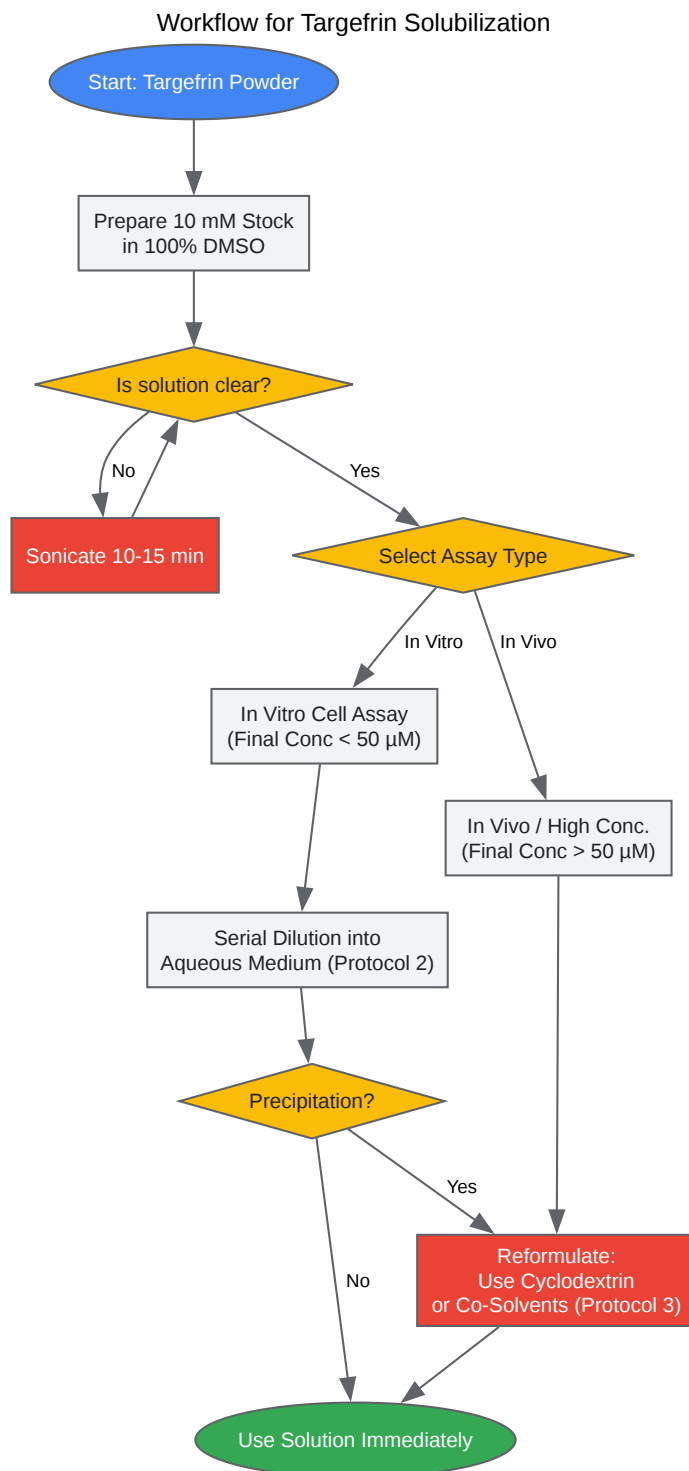 Workflow for Targefrin Solubilization
Start: Targefrin Powder
Prepare 10 mM Stock
in 100% DMSO
Is solution clear?
No
Yes
Sonicate 10-15 min
Select Assay Type
In Vitro
In Vivo
In Vitro Cell Assay
(Final Conc < 50 µM)
In Vivo / High Conc.
(Final Conc > 50 µM)
Serial Dilution into
Aqueous Medium (Protocol 2)
Precipitation?
Yes
No
Reformulate:
Use Cyclodextrin
or Co-Solvents (Protocol 3)
Use Solution Immediately